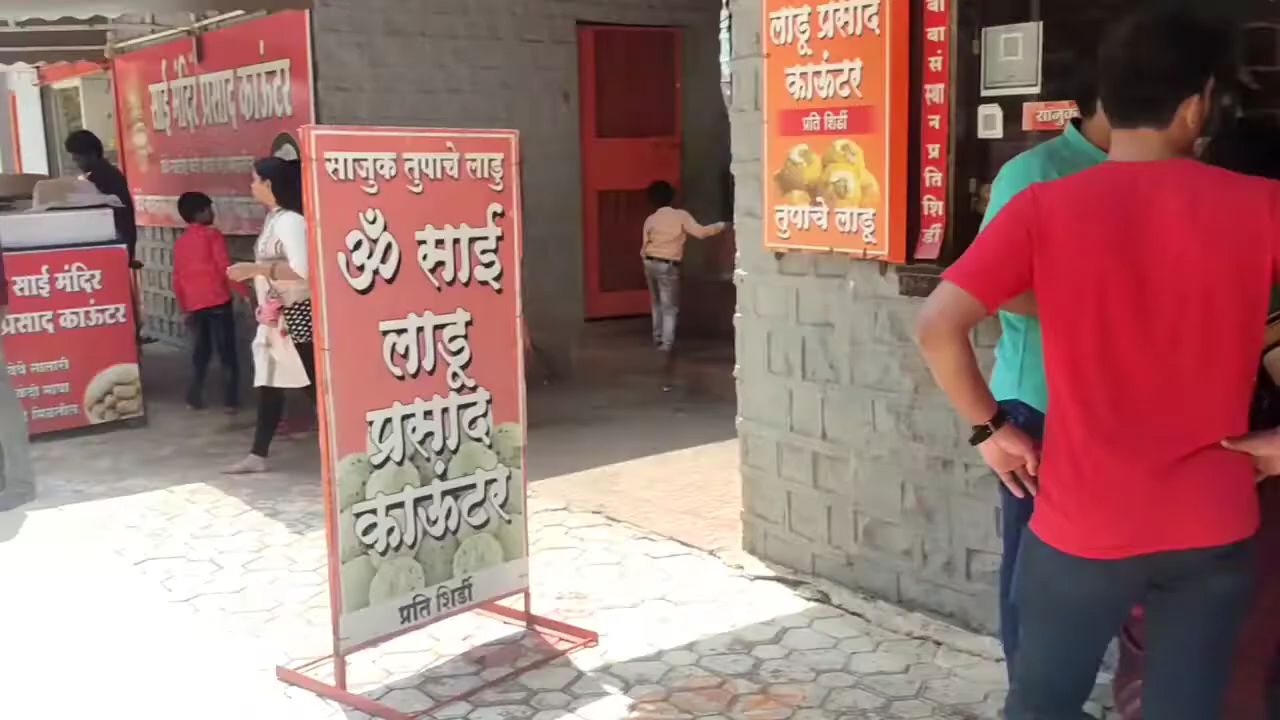 साई मंदिर प्रसाद काऊंटर
साई मंदिर
प्रसाद काऊंटर
साजुक तुपाचे लाडु
ॐ साई
लाडू
प्रसाद
काऊंटर
प्रति शिर्डी
लाडू प्रसाद
काऊंटर
प्रति शिर्डी
तुपाचे लाडू
बा
बा
सं
स्था
न
प्र
ति
शि
र्डी
साजुक